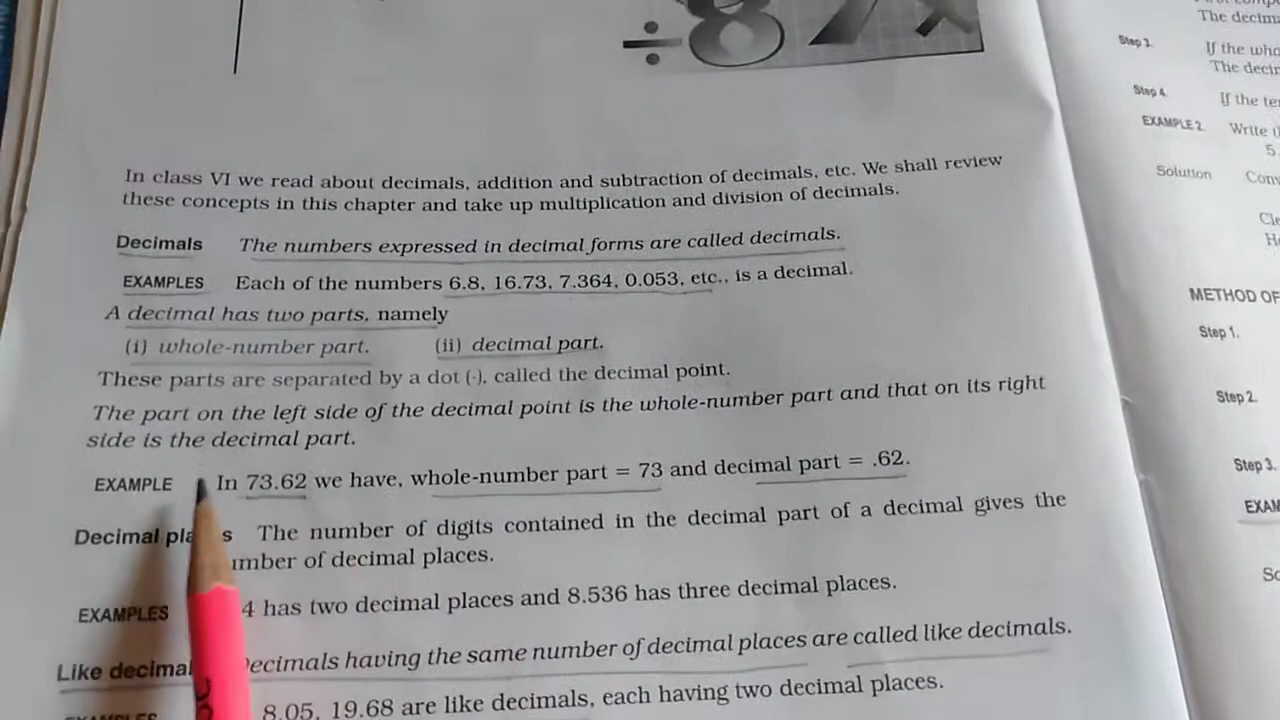 ÷8
In class VI we read about decimals, addition and subtraction of decimals, etc. We shall review
these concepts in this chapter and take up multiplication and division of decimals.
Decimals The numbers expressed in decimal forms are called decimals.
EXAMPLES Each of the numbers 6.8, 16.73, 7.364, 0.053, etc., is a decimal.
A decimal has two parts, namely
(i) whole-number part. (ii) decimal part.
These parts are separated by a dot (·), called the decimal point.
The part on the left side of the decimal point is the whole-number part and that on its right
side is the decimal part.
EXAMPLE In 73.62 we have, whole-number part = 73 and decimal part = .62.
Decimal The number of digits contained in the decimal part of a decimal gives the
of decimal places.
EXAMPLES 4 has two decimal places and 8.536 has three decimal places.
Like having the same number of decimal places are called like decimals.
8.05, 19.68 are like decimals, each having two decimal places.
The
Step 3. If the
The
Step 4. If the
EXAMPLE 2. Write
5.
Solution
METHOD OF
Step 1.
Step 2.
Step 3.